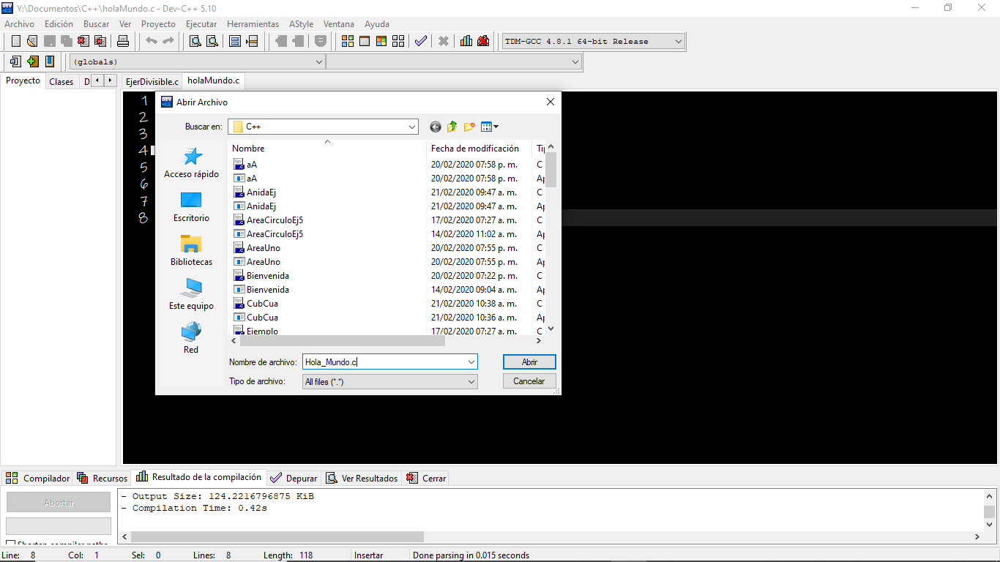 Y:\Documentos\C++\holaMundo.c - Dev-C++ 5.10
Archivo Edición Buscar Ver Proyecto Ejecutar Herramientas AStyle Ventana Ayuda
TDM-GCC 4.8.1 64-bit Release
(globals)
Proyecto Clases D EjerDivisible.c holaMundo.c
1
2
3
4
5
6
7
8
Abrir Archivo
Buscar en: C++
Acceso rápido
Escritorio
Bibliotecas
Este equipo
Red
Nombre Fecha de modificación Tip
aA 20/02/2020 07:58 p. m. C
aA 20/02/2020 07:58 p. m. Ap
AnidaEj 21/02/2020 09:47 a. m. C
AnidaEj 21/02/2020 09:47 a. m. Ap
AreaCirculoEj5 17/02/2020 07:27 a. m. C
AreaCirculoEj5 14/02/2020 11:02 a. m. Ap
AreaUno 20/02/2020 07:55 p. m. C
AreaUno 20/02/2020 07:55 p. m. Ap
Bienvenida 20/02/2020 07:22 p. m. C
Bienvenida 14/02/2020 09:04 a. m. Ap
CubCua 21/02/2020 10:38 a. m. C
CubCua 21/02/2020 10:36 a. m. Ap
Ejemplo 17/02/2020 07:27 a. m. C
Nombre de archivo: Hola_Mundo.c Abrir
Tipo de archivo: All files (*.*) Cancelar
Compilador Recursos Resultado de la compilación Depurar Ver Resultados Cerrar
Abortar
Shorten compiler paths
- Output Size: 124.2216796875 KiB
- Compilation Time: 0.42s
Line: 8 Col: 1 Sel: 0 Lines: 8 Length: 118 Insertar Done parsing in 0.015 seconds